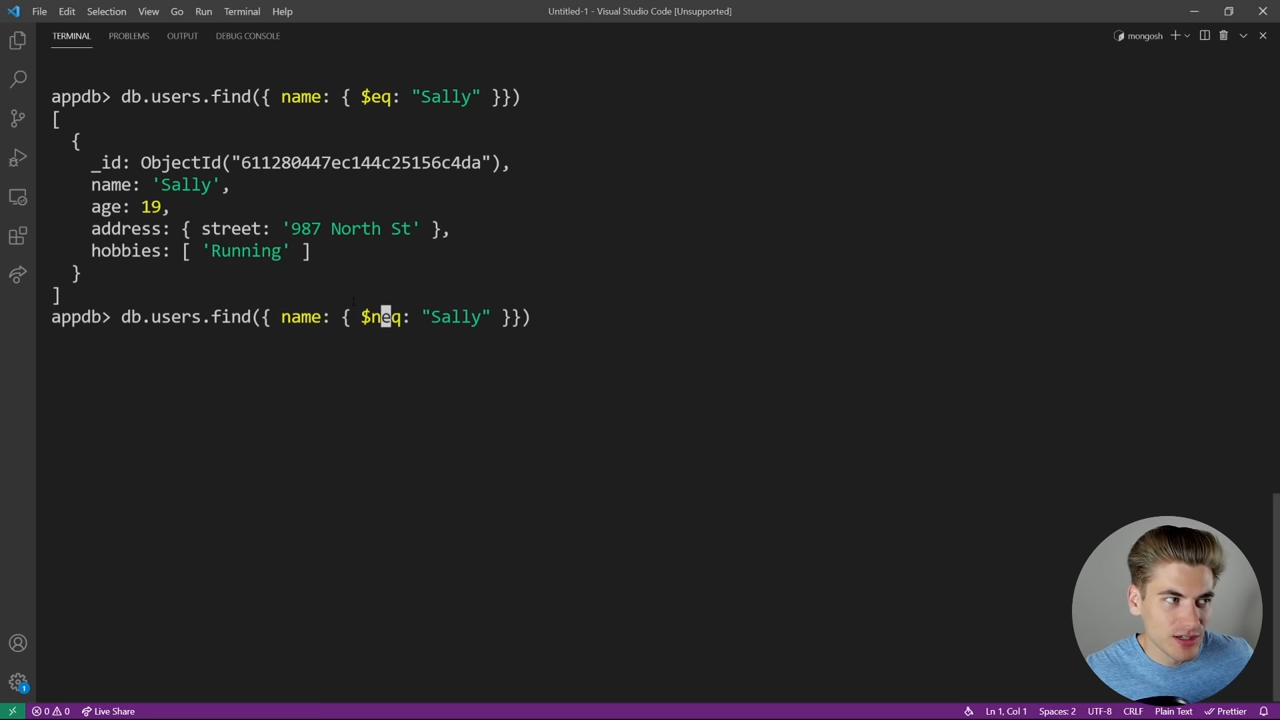 File Edit Selection View Go Run Terminal Help
Untitled-1 - Visual Studio Code [Unsupported]
TERMINAL PROBLEMS OUTPUT DEBUG CONSOLE
mongosh
appdb> db.users.find({ name: { $eq: "Sally" }})
[
{
_id: ObjectId("611280447ec144c25156c4da"),
name: 'Sally',
age: 19,
address: { street: '987 North St' },
hobbies: [ 'Running' ]
}
]
appdb> db.users.find({ name: { $neq: "Sally" }})
1
0 0 Live Share
Ln 1, Col 1 Spaces: 2 UTF-8 CRLF Plain Text Prettier